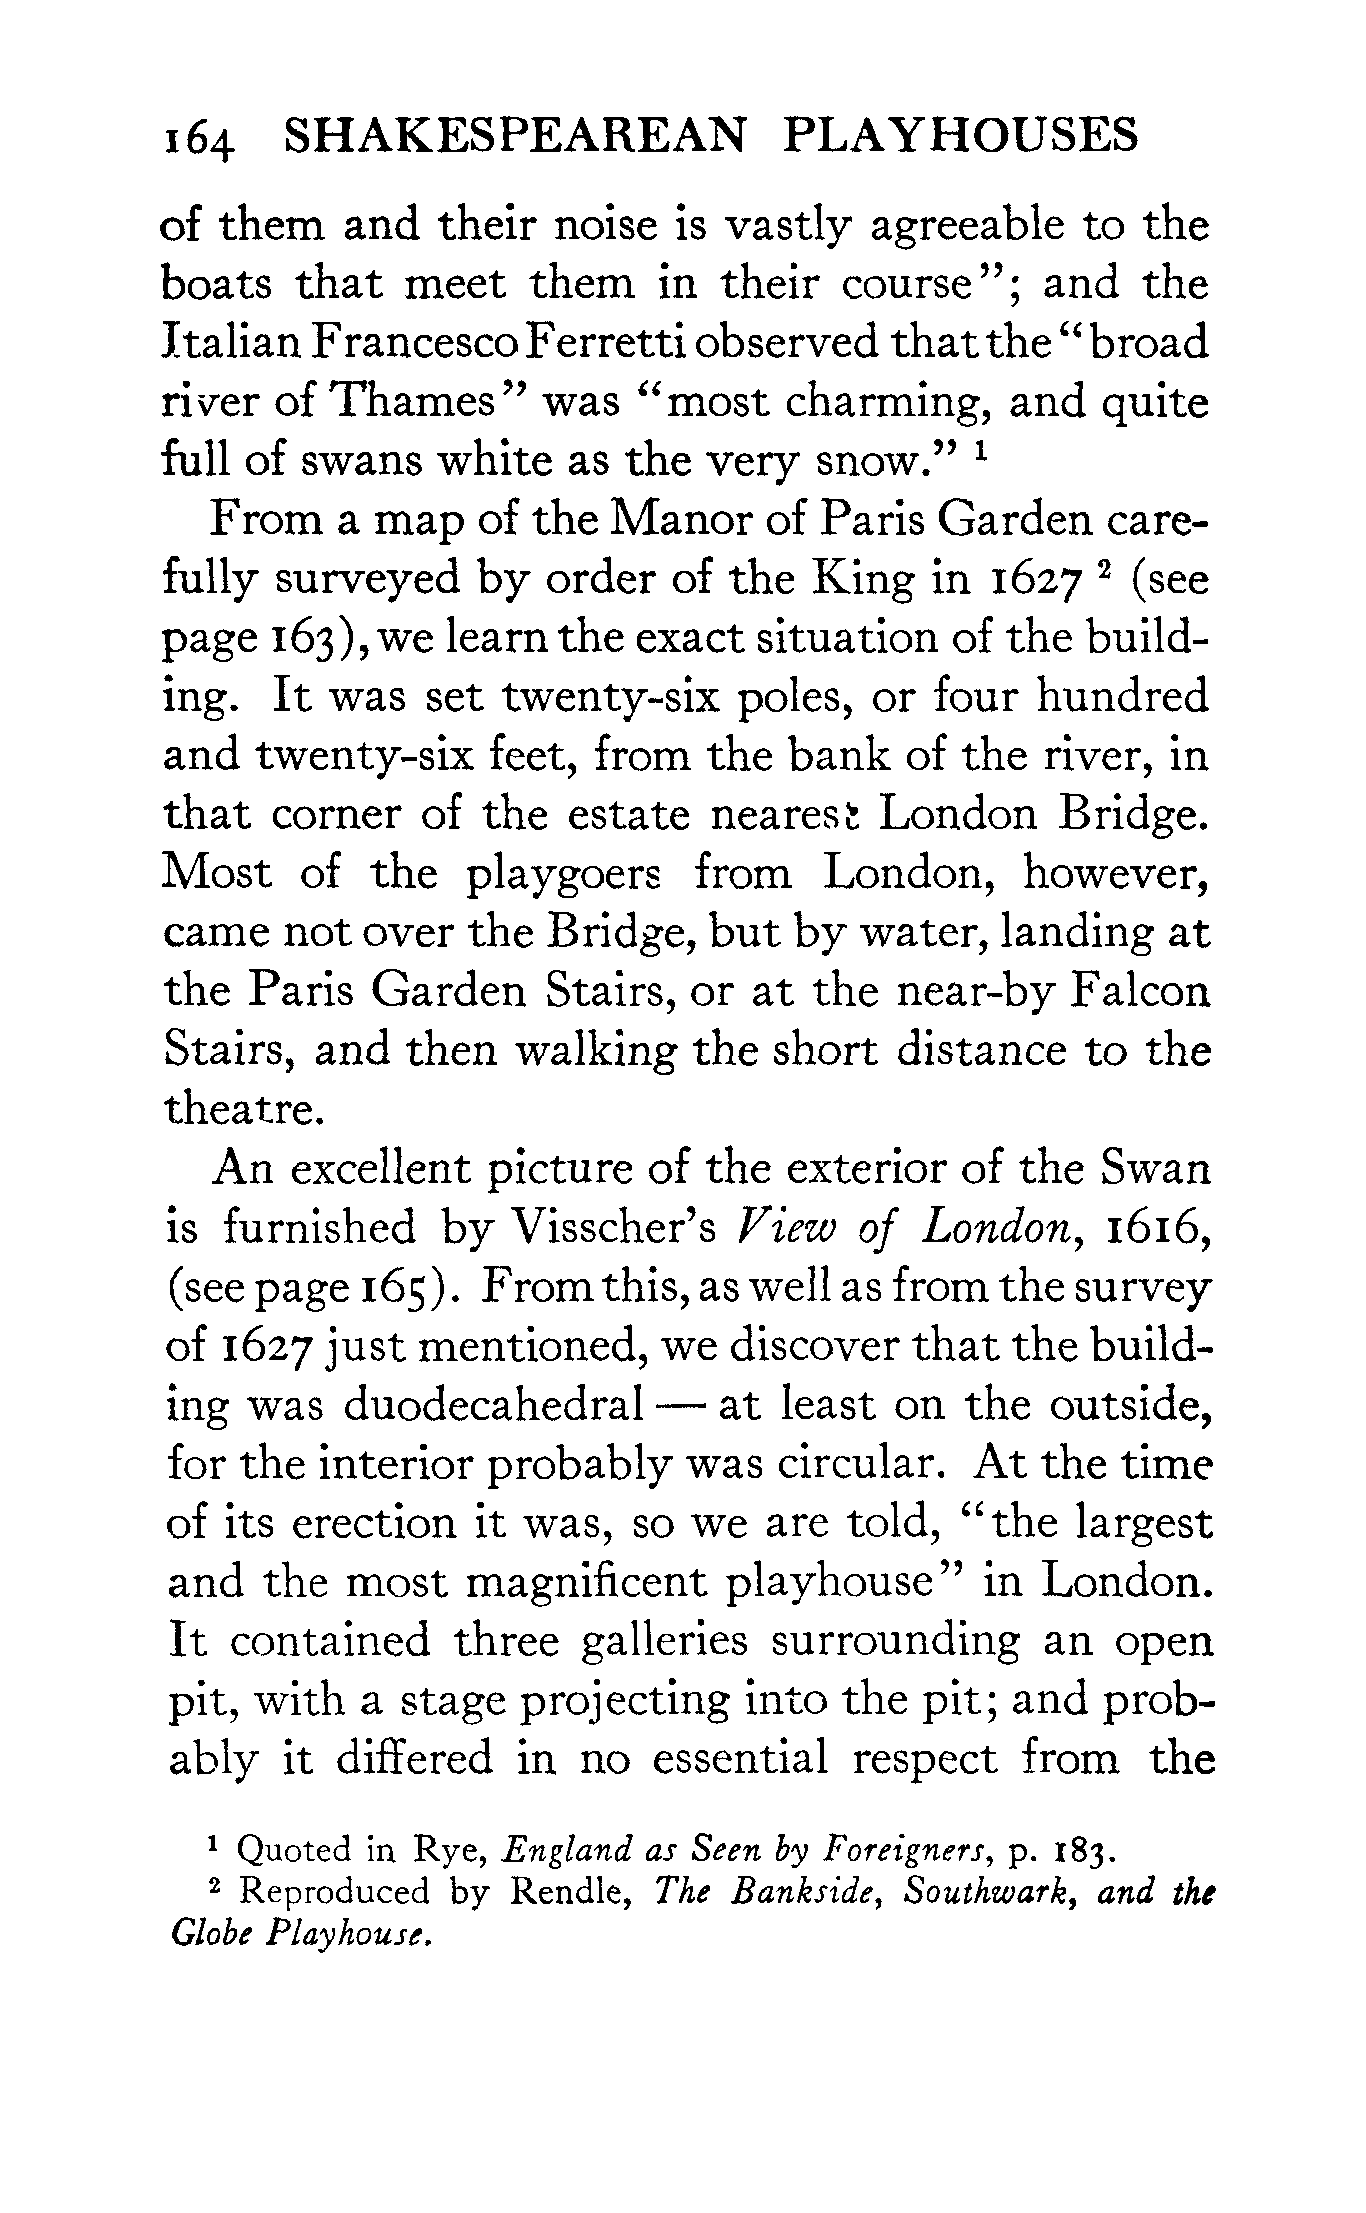 164 SHAKESPEAREAN PLAYHOUSES
of them and their noise is vastly agreeable to the
boats that meet them in their course”; and the
Italian Francesco Ferretti observed that the “broad
river of Thames” was “most charming, and quite
full of swans white as the very snow.” ¹
From a map of the Manor of Paris Garden care-
fully surveyed by order of the King in 1627 ² (see
page 163), we learn the exact situation of the build-
ing. It was set twenty-six poles, or four hundred
and twenty-six feet, from the bank of the river, in
that corner of the estate nearest London Bridge.
Most of the playgoers from London, however,
came not over the Bridge, but by water, landing at
the Paris Garden Stairs, or at the near-by Falcon
Stairs, and then walking the short distance to the
theatre.
An excellent picture of the exterior of the Swan
is furnished by Visscher’s View of London, 1616,
(see page 165). From this, as well as from the survey
of 1627 just mentioned, we discover that the build-
ing was duodecahedral — at least on the outside,
for the interior probably was circular. At the time
of its erection it was, so we are told, “the largest
and the most magnificent playhouse” in London.
It contained three galleries surrounding an open
pit, with a stage projecting into the pit; and prob-
ably it differed in no essential respect from the
¹ Quoted in Rye, England as Seen by Foreigners, p. 183.
² Reproduced by Rendle, The Bankside, Southwark, and the
Globe Playhouse.